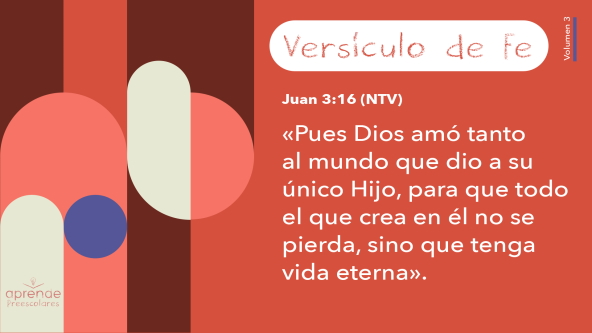 Versículo de Fe
Volumen 3
Juan 3:16 (NTV)
«Pues Dios amó tanto
al mundo que dio a su
único Hijo, para que todo
el que crea en él no se
pierda, sino que tenga
vida eterna».
aprende
Preescolares